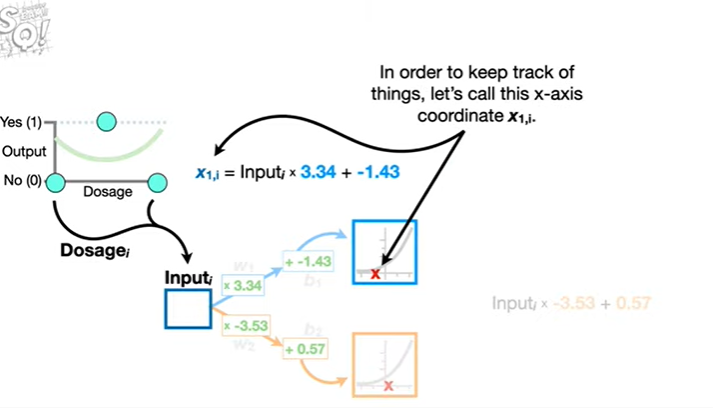 SQ!
In order to keep track of
things, let's call this x-axis
coordinate x₁,ᵢ.
Yes (1)
Output
No (0)
Dosage
x₁,ᵢ = Inputᵢ × 3.34 + -1.43
Dosageᵢ
Inputᵢ
w₁
× 3.34
+ -1.43
b₁
x
Inputᵢ × -3.53 + 0.57
× -3.53
w₂
b₂
+ 0.57
x